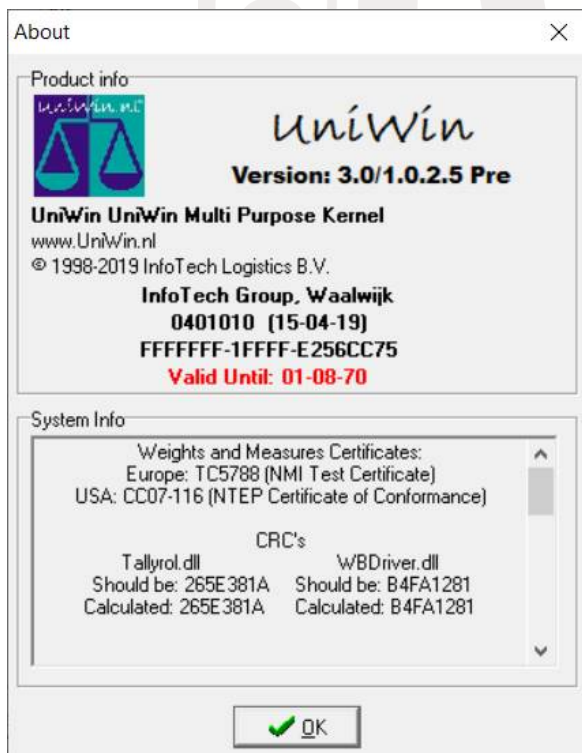 About
Product info
uniwin.nl
UniWin
Version: 3.0/1.0.2.5 Pre
UniWin UniWin Multi Purpose Kernel
www.UniWin.nl
© 1998-2019 InfoTech Logistics B.V.
InfoTech Group, Waalwijk
0401010 (15-04-19)
FFFFFFF-1FFFF-E256CC75
Valid Until: 01-08-70
System Info
Weights and Measures Certificates:
Europe: TC5788 (NMI Test Certificate)
USA: CC07-116 (NTEP Certificate of Conformance)
CRC's
Tallyrol.dll WBDriver.dll
Should be: 265E381A Should be: B4FA1281
Calculated: 265E381A Calculated: B4FA1281
OK